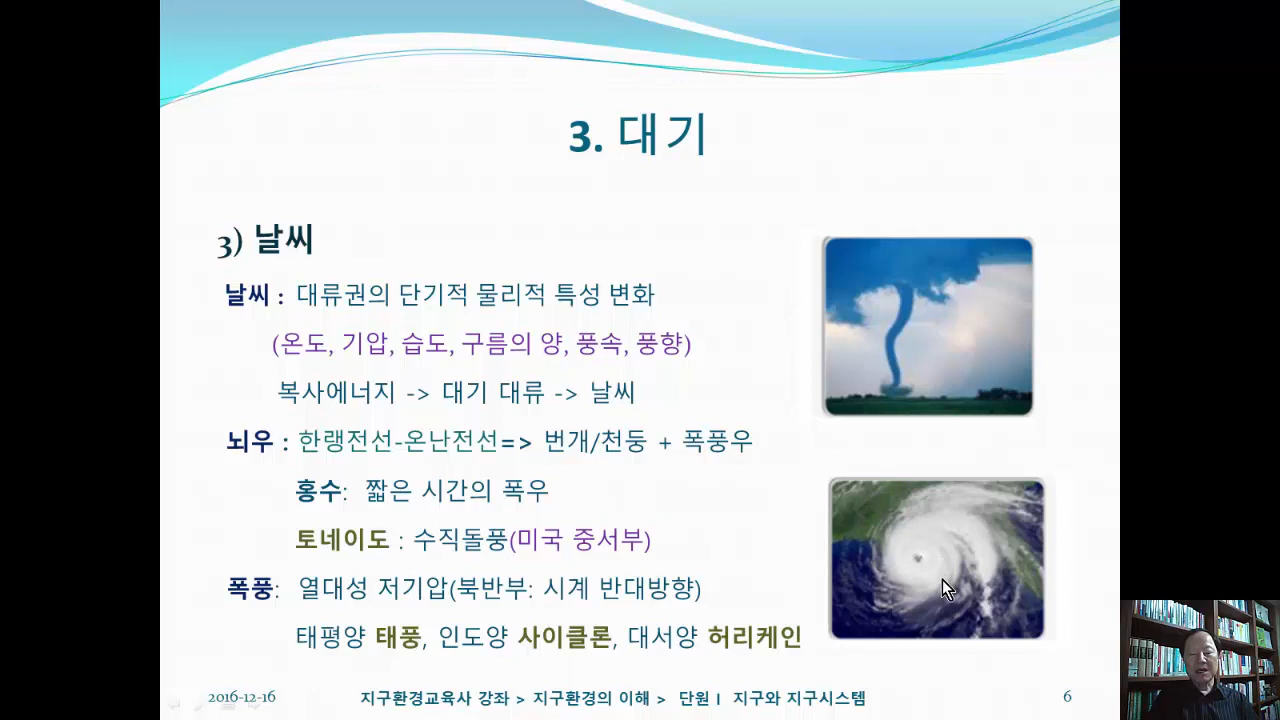 3. 대기
3) 날씨
날씨 : 대류권의 단기적 물리적 특성 변화
(온도, 기압, 습도, 구름의 양, 풍속, 풍향)
복사에너지 -> 대기 대류 -> 날씨
뇌우 : 한랭전선-온난전선=> 번개/천둥 + 폭풍우
홍수: 짧은 시간의 폭우
토네이도 : 수직돌풍(미국 중서부)
폭풍: 열대성 저기압(북반부: 시계 반대방향)
태평양 태풍, 인도양 사이클론, 대서양 허리케인
2016-12-16 지구환경교육사 강좌 > 지구환경의 이해 > 단원 I 지구와 지구시스템 6